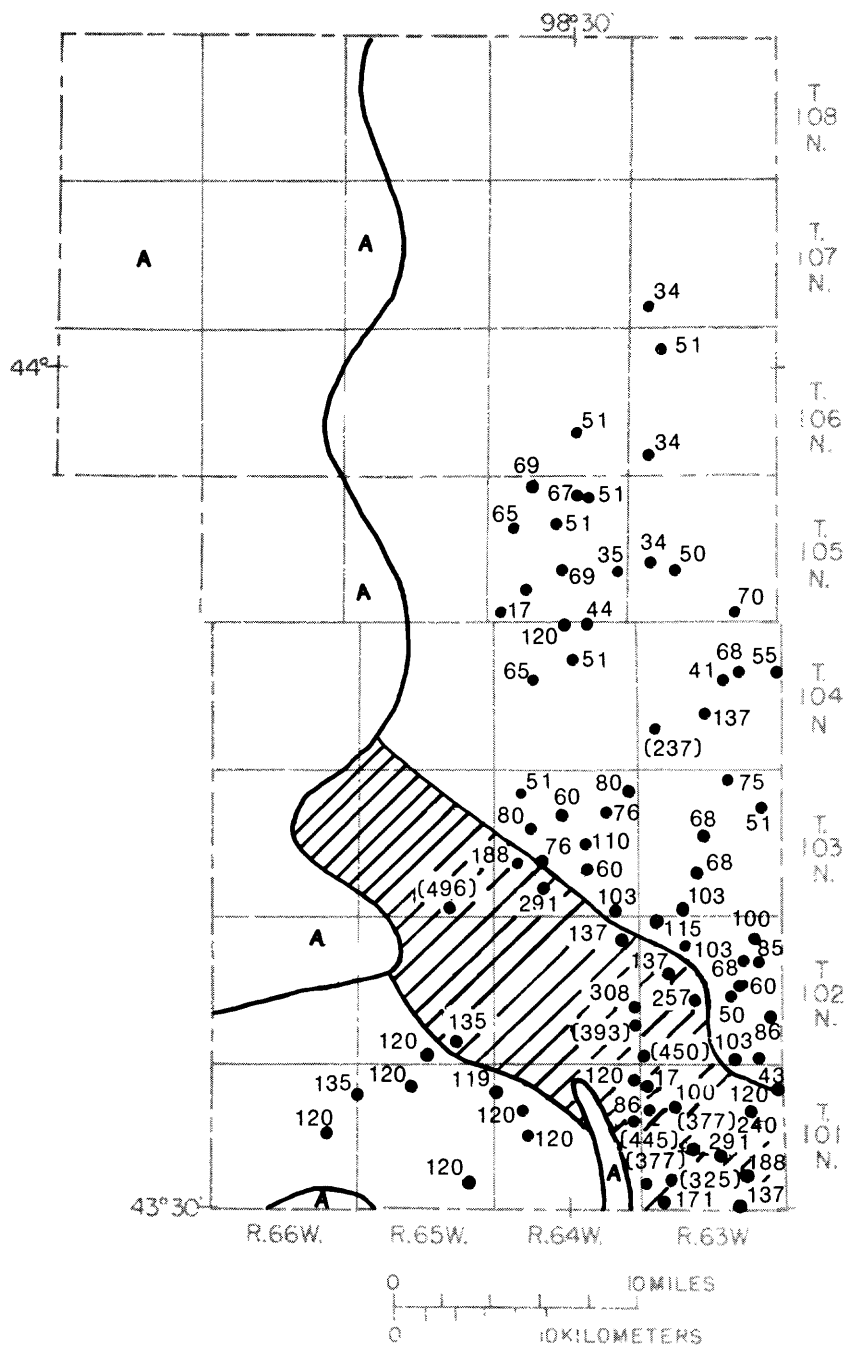 98°30'
T. 108 N.
A A
T. 107 N.
34
44°
51
T. 106 N.
51
34
69
67 51
65 51
T. 105 N.
34
35 50
69
17 44 70
120
51 68 55
65 41
T. 104 N
137
(237)
51 80 75
60 76
80 51
T. 103 N.
68
110
188 76
60 68
(496)
291 103 103
115
A 137 100
103 85
137 68
T. 102 N.
308 257 60
50
(393) 86
135
120 (450) 103
120 119 120 17 43
135 100 120
86 (377) 240
T. 101 N.
120 120 (445) 291
(377) 188
120 A (325)
A 171 137
43°30'
R.66W. R.65W. R.64W. R.63W
A
0 10 MILES
0 10 KILOMETERS